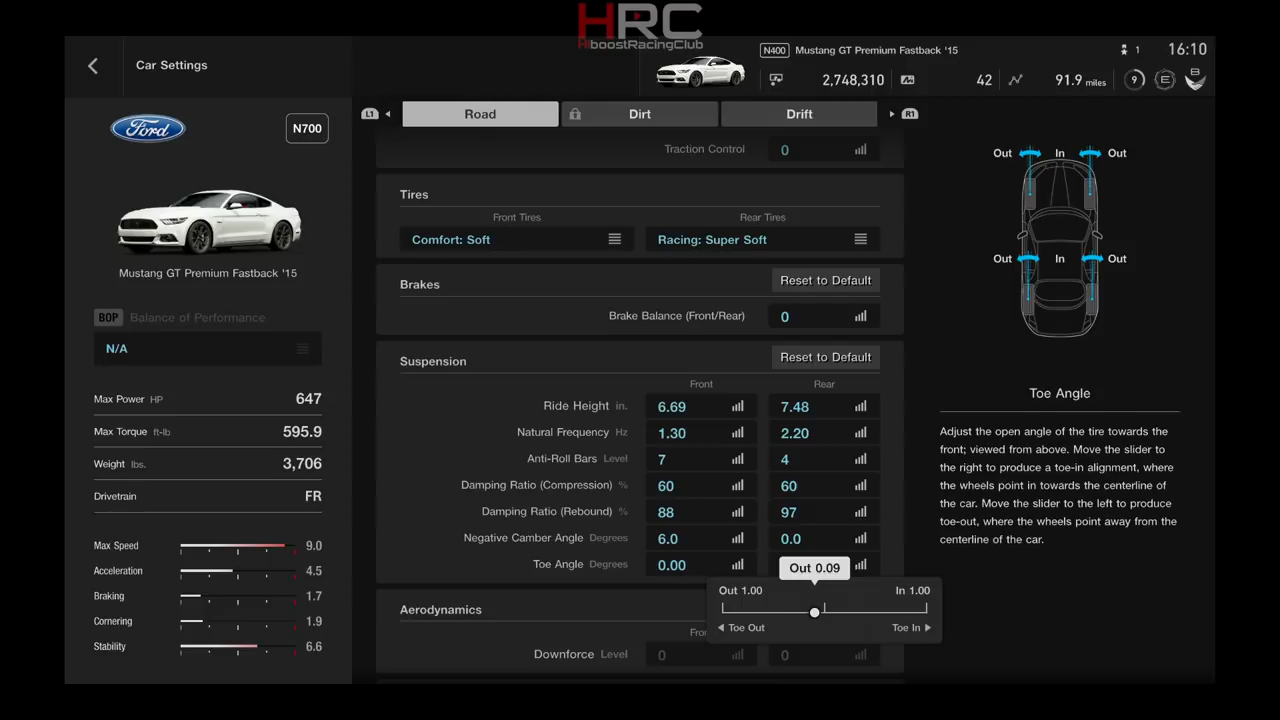 HRC
HiboostRacingClub
Car Settings
N400 Mustang GT Premium Fastback '15
1 16:10
2,748,310 42 91.9 miles 9 E B
Ford
N700
Mustang GT Premium Fastback '15
BOP Balance of Performance
N/A
Max Power HP 647
Max Torque ft-lb 595.9
Weight lbs. 3,706
Drivetrain FR
Max Speed 9.0
Acceleration 4.5
Braking 1.7
Cornering 1.9
Stability 6.6
L1 Road Dirt Drift R1
Traction Control 0
Tires
Front Tires Rear Tires
Comfort: Soft Racing: Super Soft
Brakes Reset to Default
Brake Balance (Front/Rear) 0
Suspension Reset to Default
Front Rear
Ride Height in. 6.69 7.48
Natural Frequency Hz 1.30 2.20
Anti-Roll Bars Level 7 4
Damping Ratio (Compression) % 60 60
Damping Ratio (Rebound) % 88 97
Negative Camber Angle Degrees 6.0 0.0
Toe Angle Degrees 0.00 Out 0.09
Out 1.00 In 1.00
Toe Out Toe In
Aerodynamics
Downforce Level 0 0
Out In Out
Out In Out
Toe Angle
Adjust the open angle of the tire towards the
front; viewed from above. Move the slider to
the right to produce a toe-in alignment, where
the wheels point in towards the centerline of
the car. Move the slider to the left to produce
toe-out, where the wheels point away from the
centerline of the car.